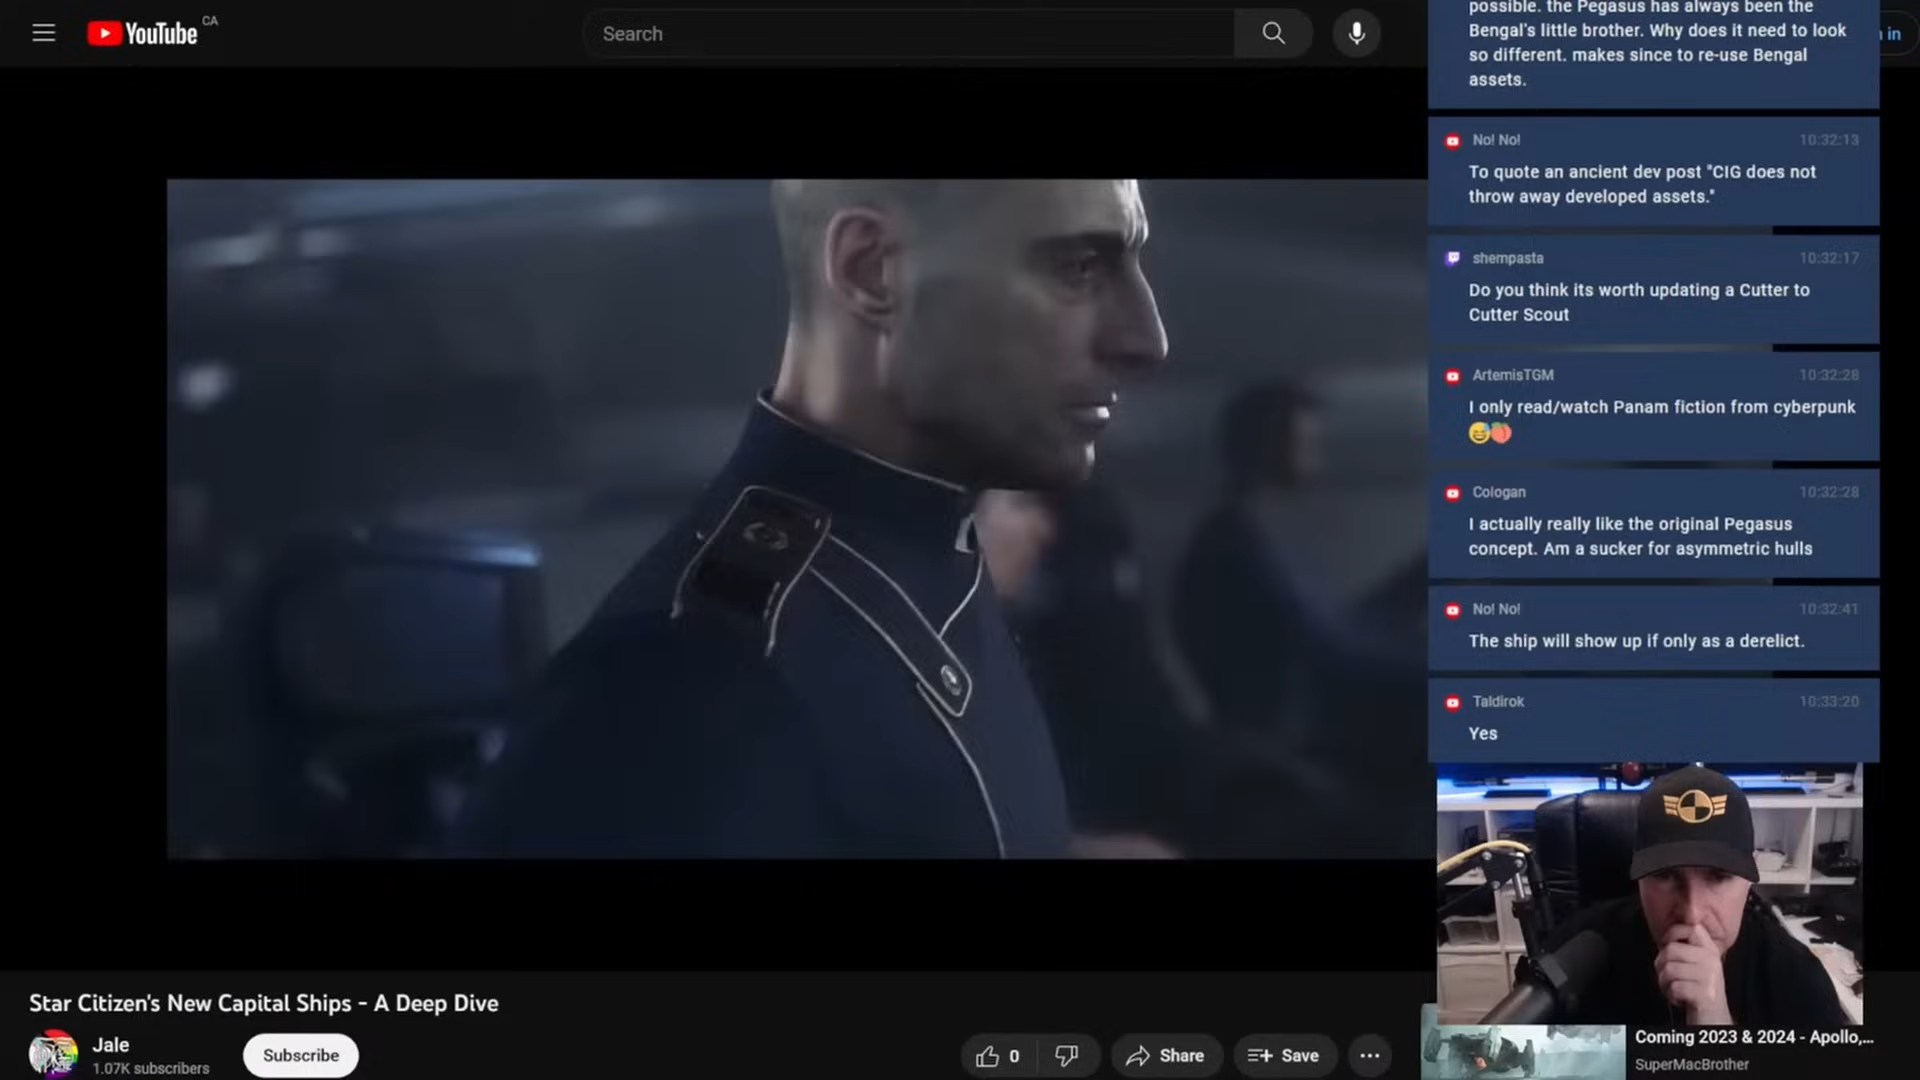 YouTube CA
Search
in
possible. the Pegasus has always been the
Bengal's little brother. Why does it need to look
so different. makes since to re-use Bengal
assets.
No! No! 10:32:13
To quote an ancient dev post "CIG does not
throw away developed assets."
shempasta 10:32:17
Do you think its worth updating a Cutter to
Cutter Scout
ArtemisTGM 10:32:28
I only read/watch Panam fiction from cyberpunk
😅🍑
Cologan 10:32:28
I actually really like the original Pegasus
concept. Am a sucker for asymmetric hulls
No! No! 10:32:41
The ship will show up if only as a derelict.
Taldirok 10:33:20
Yes
Star Citizen's New Capital Ships - A Deep Dive
Jale
1.07K subscribers
Subscribe
0
Share
Save
Coming 2023 & 2024 - Apollo,...
SuperMacBrother